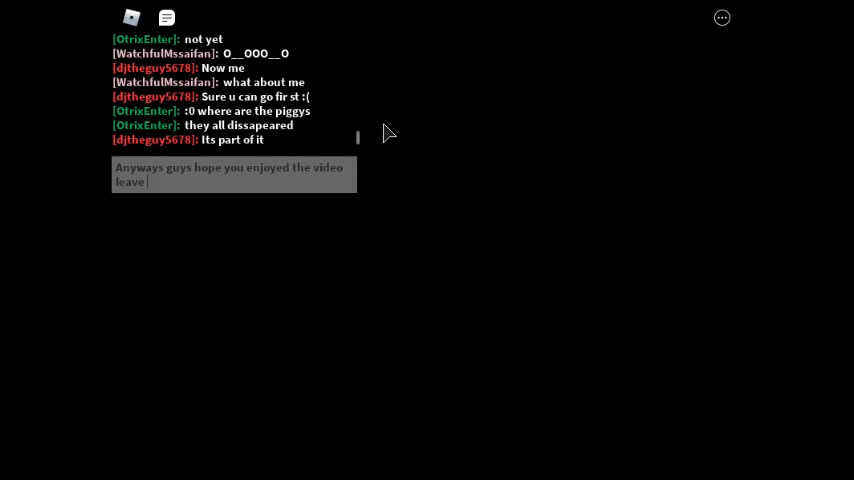 [OtrixEnter]: not yet
[WatchfulMssaifan]: O__OOO__O
[djtheguy5678]: Now me
[WatchfulMssaifan]: what about me
[djtheguy5678]: Sure u can go fir st :(
[OtrixEnter]: :0 where are the piggys
[OtrixEnter]: they all dissapeared
[djtheguy5678]: Its part of it
Anyways guys hope you enjoyed the video
leave